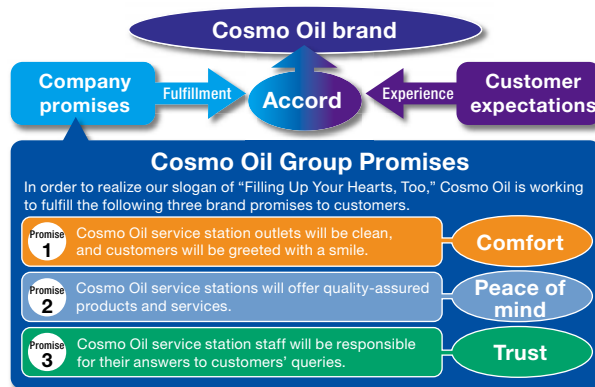 Cosmo Oil brand
Company
promises
Fulfillment
Accord
Experience
Customer
expectations
Cosmo Oil Group Promises
In order to realize our slogan of “Filling Up Your Hearts, Too,” Cosmo Oil is working
to fulfill the following three brand promises to customers.
Promise
1
Cosmo Oil service station outlets will be clean,
and customers will be greeted with a smile.
Comfort
Promise
2
Cosmo Oil service stations will offer quality-assured
products and services.
Peace of
mind
Promise
3
Cosmo Oil service station staff will be responsible
for their answers to customers’ queries.
Trust